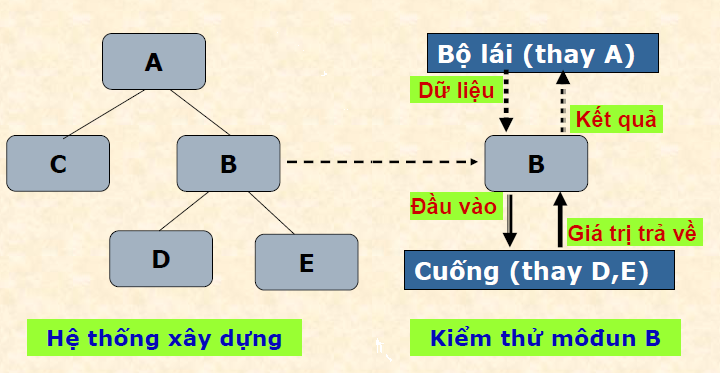 A
C
B
D
E
Hệ thống xây dựng
Bộ lái (thay A)
Dữ liệu
Kết quả
B
Đầu vào
Giá trị trả về
Cuống (thay D,E)
Kiểm thử môđun B